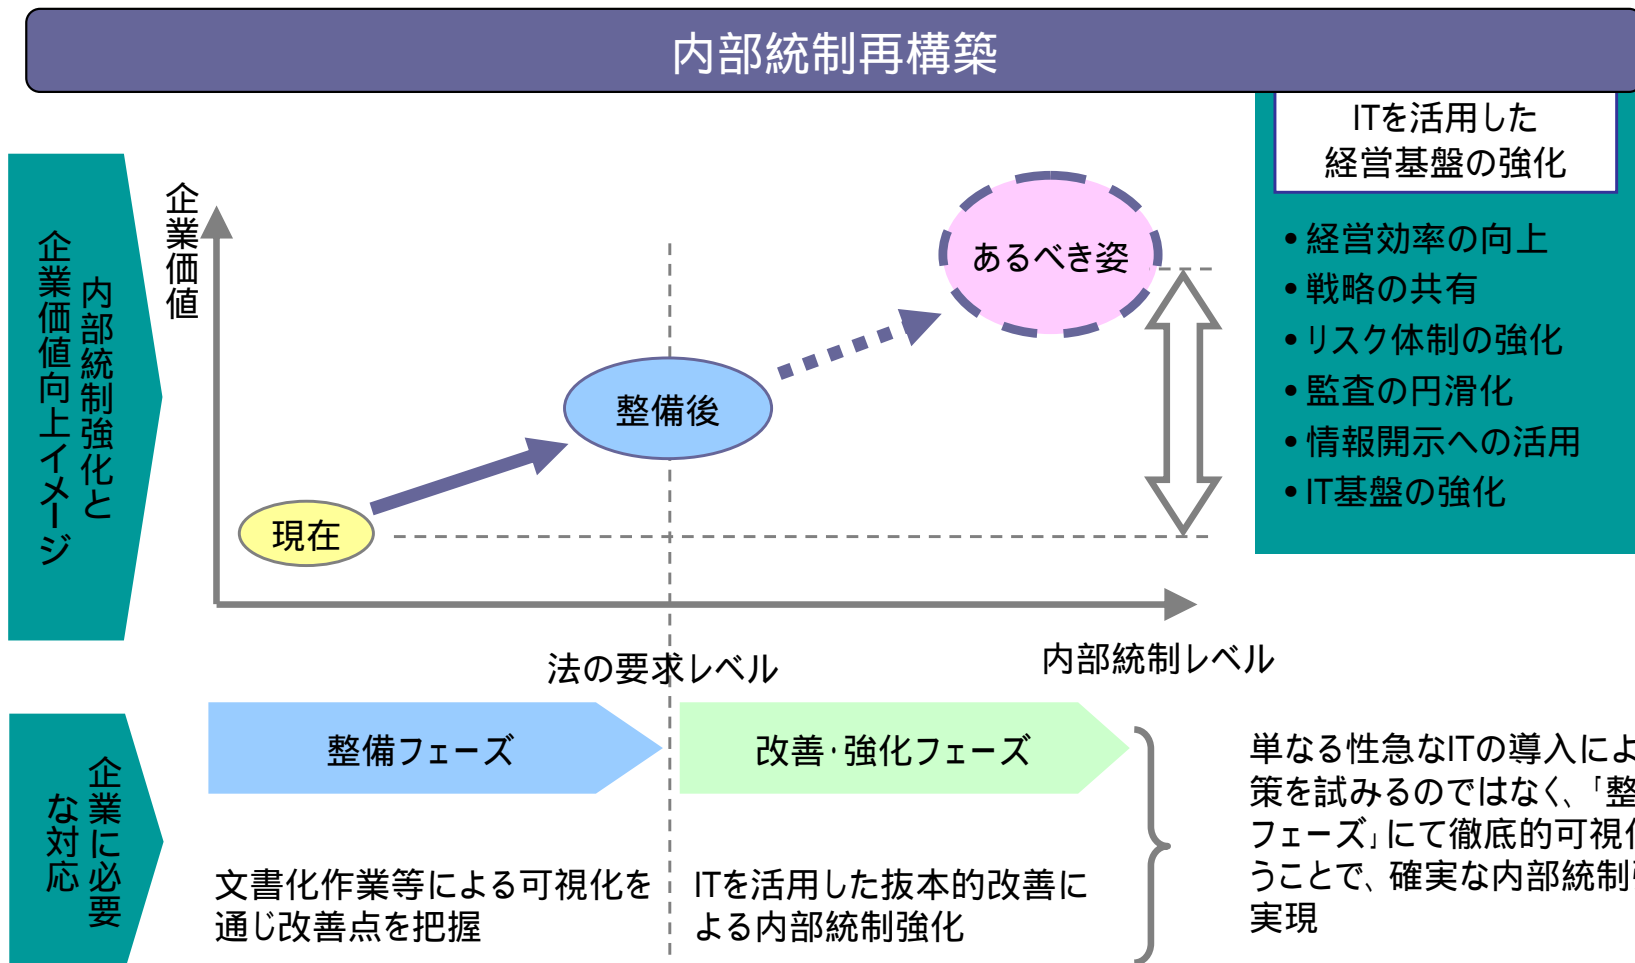 内部統制再構築
ITを活用した
経営基盤の強化
• 経営効率の向上
• 戦略の共有
• リスク体制の強化
• 監査の円滑化
• 情報開示への活用
• IT基盤の強化
内部統制強化と
企業価値向上イメージ
企業価値
あるべき姿
整備後
現在
法の要求レベル
内部統制レベル
企業に必要
な対応
整備フェーズ
改善・強化フェーズ
文書化作業等による可視化を
通じ改善点を把握
ITを活用した抜本的改善に
よる内部統制強化
単なる性急なITの導入によ
策を試みるのではなく、「整
フェーズ」にて徹底的可視
うことで、確実な内部統制
実現